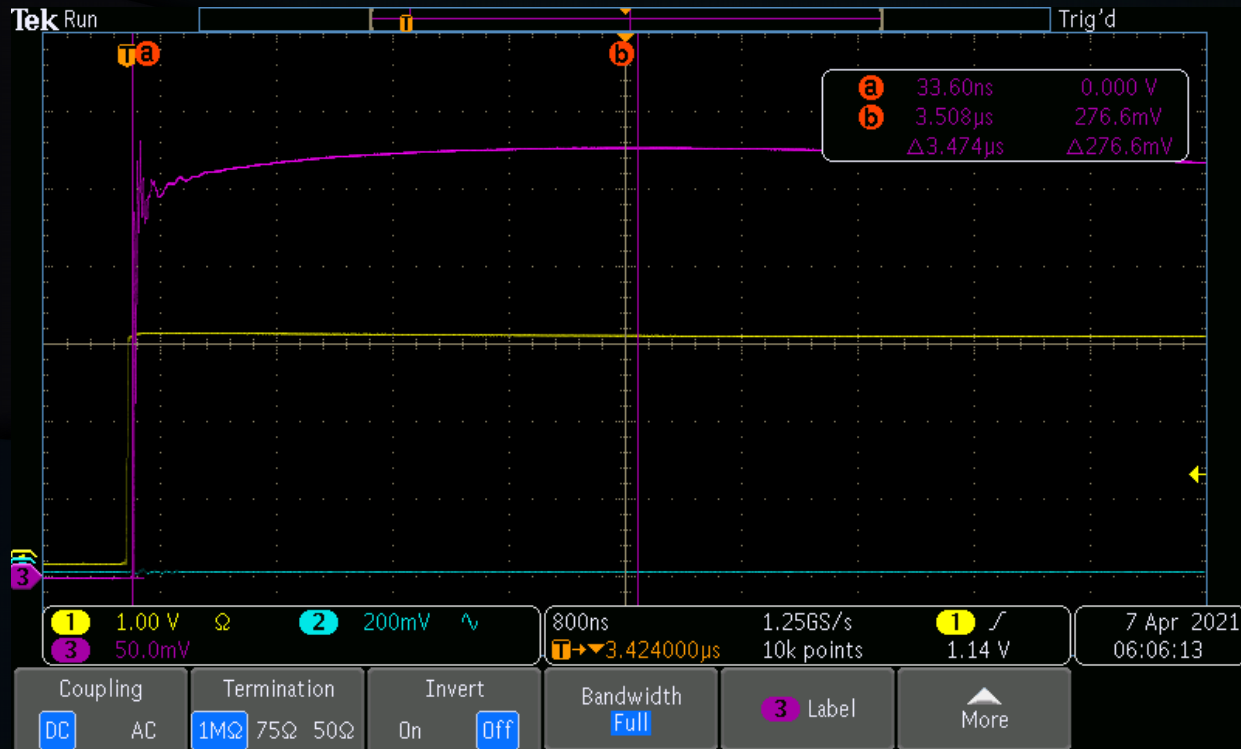 Tek Run Trig'd
T a b
a 33.60ns 0.000 V
b 3.508μs 276.6mV
Δ3.474μs Δ276.6mV
3
1 1.00 V Ω 2 200mV ∿
3 50.0mV
800ns 1.25GS/s 1 ∫
T→▼3.424000μs 10k points 1.14 V
7 Apr 2021
06:06:13
Coupling
DC AC
Termination
1MΩ 75Ω 50Ω
Invert
On Off
Bandwidth
Full
3 Label
More